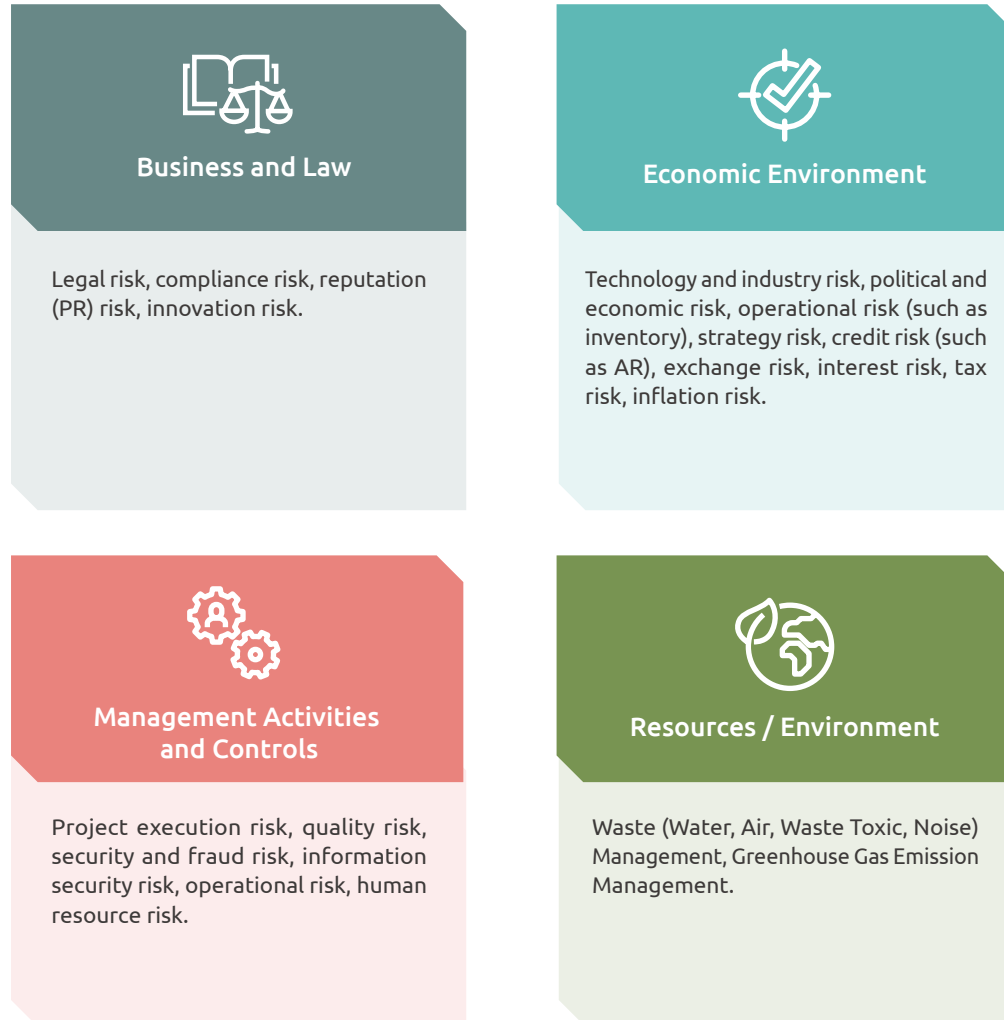 Business and Law
Legal risk, compliance risk, reputation
(PR) risk, innovation risk.
Economic Environment
Technology and industry risk, political and
economic risk, operational risk (such as
inventory), strategy risk, credit risk (such
as AR), exchange risk, interest risk, tax
risk, inflation risk.
Management Activities
and Controls
Project execution risk, quality risk,
security and fraud risk, information
security risk, operational risk, human
resource risk.
Resources / Environment
Waste (Water, Air, Waste Toxic, Noise)
Management, Greenhouse Gas Emission
Management.